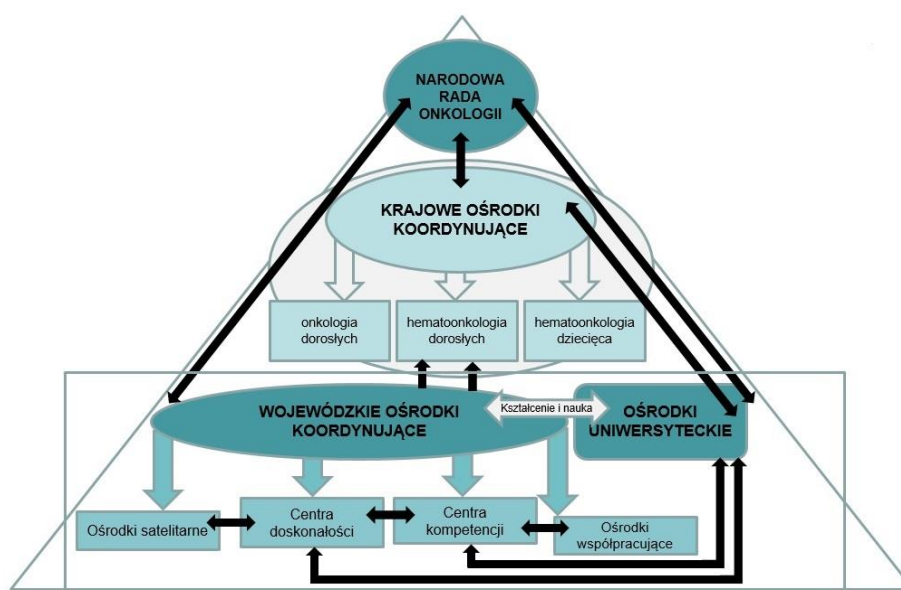 NARODOWA
RADA
ONKOLOGII
KRAJOWE OŚRODKI
KOORDYNUJĄCE
onkologia
dorosłych
hematoonkologia
dorosłych
hematoonkologia
dziecięca
WOJEWÓDZKIE OŚRODKI
KOORDYNUJĄCE
Kształcenie i nauka
OŚRODKI
UNIWERSYTECKIE
Ośrodki satelitarne
Centra
doskonałości
Centra
kompetencji
Ośrodki
współpracujące